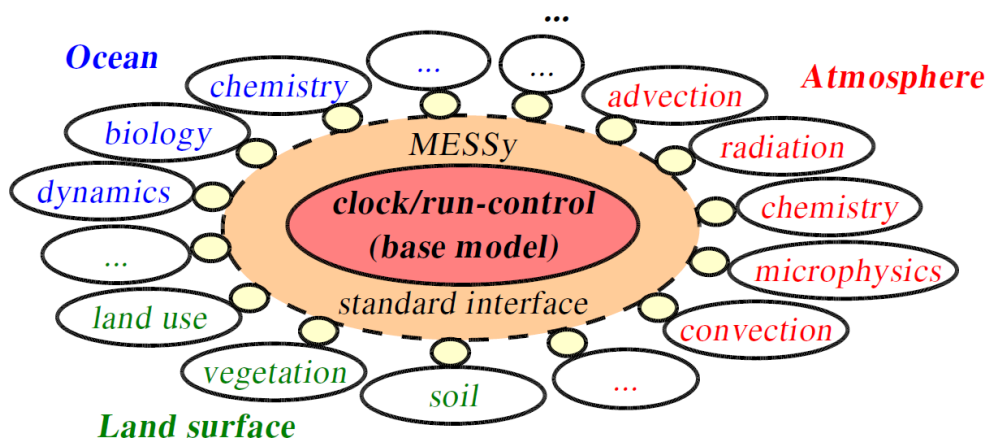 ...
Ocean
...
...
chemistry
advection
Atmosphere
biology
MESSy
radiation
dynamics
clock/run-control
(base model)
chemistry
...
microphysics
land use
standard interface
convection
vegetation
soil
...
Land surface